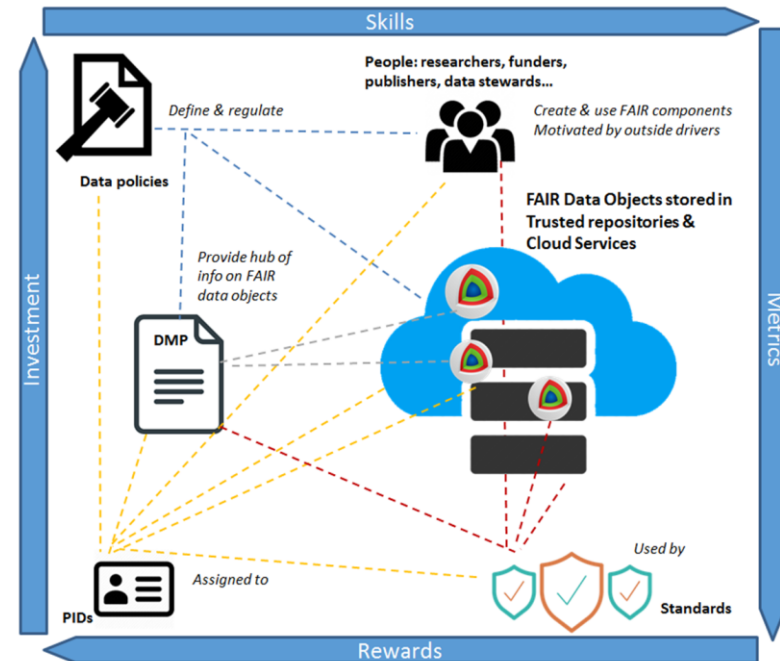 Skills
People: researchers, funders,
publishers, data stewards...
Define & regulate
Create & use FAIR components
Motivated by outside drivers
Data policies
FAIR Data Objects stored in
Trusted repositories &
Cloud Services
Provide hub of
info on FAIR
data objects
Investment
Metrics
DMP
Used by
Assigned to
PIDs
Standards
Rewards